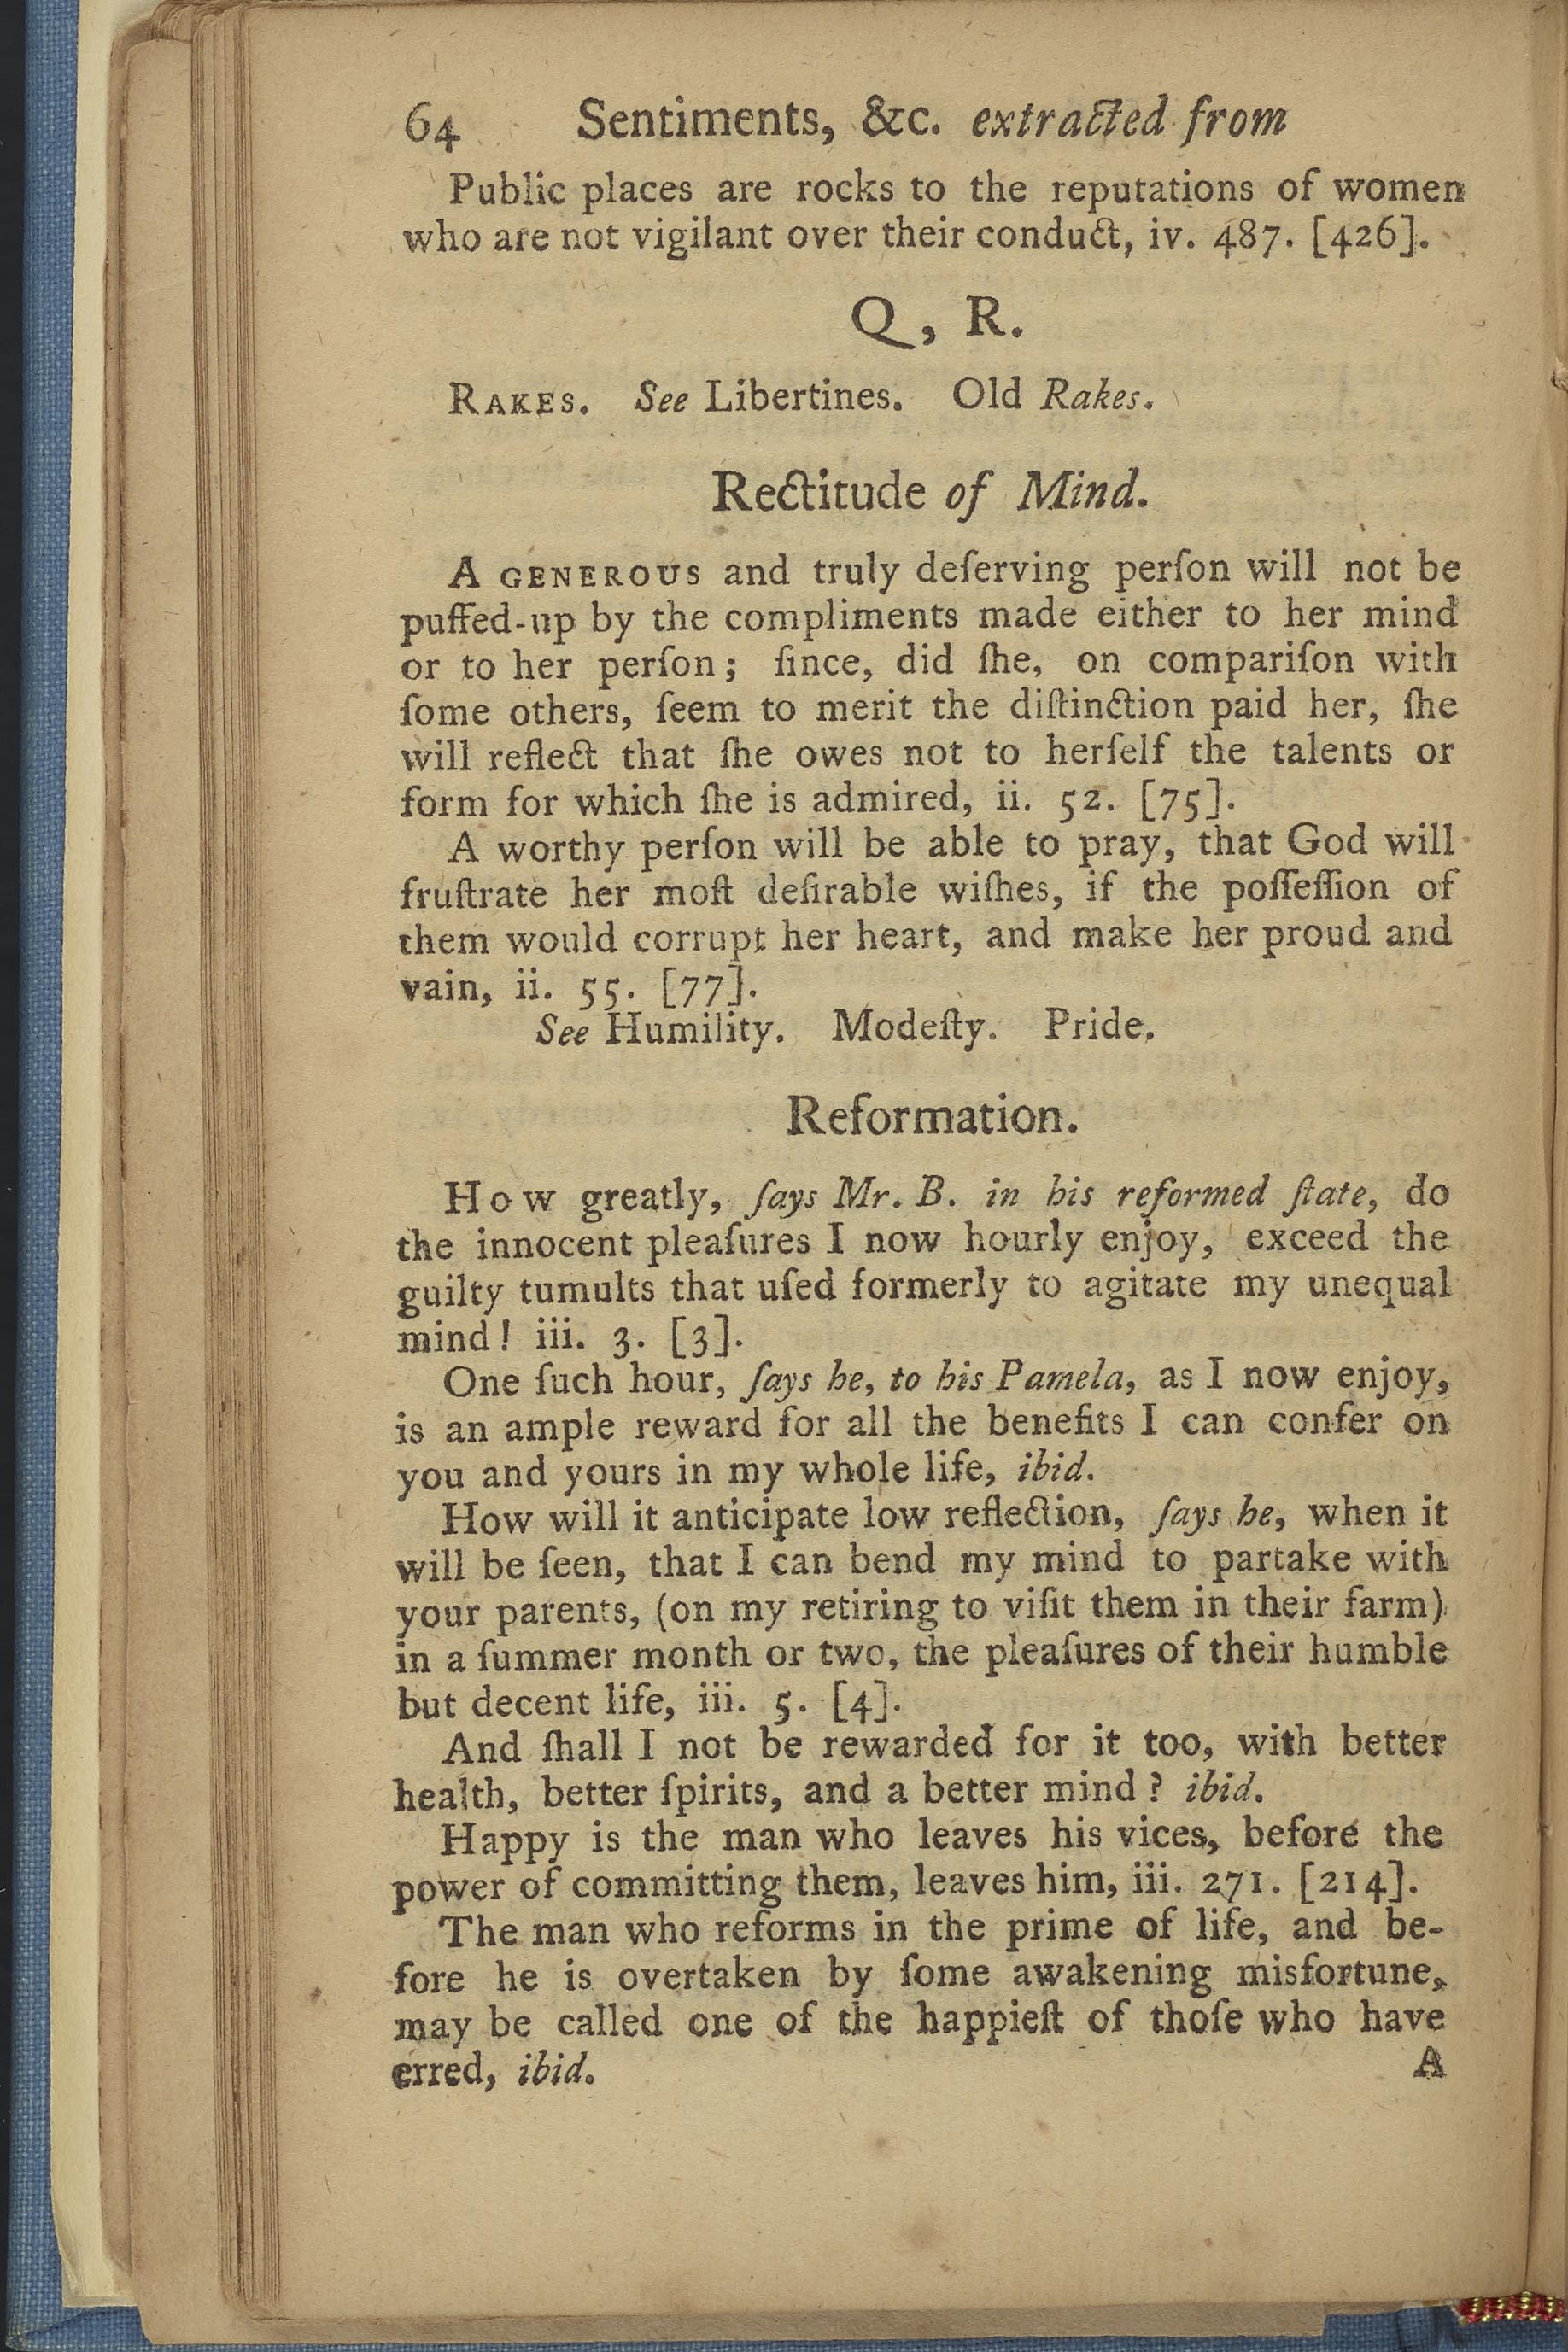 64 Sentiments, &c. extracted from
Public places are rocks to the reputations of women
who are not vigilant over their conduct, iv. 487. [426].
Q, R.
RAKES. See Libertines. Old Rakes.
Rectitude of Mind.
A GENEROUS and truly deſerving perſon will not be
puffed-up by the compliments made either to her mind
or to her perſon; ſince, did ſhe, on compariſon with
ſome others, ſeem to merit the diſtinction paid her, ſhe
will reflect that ſhe owes not to herſelf the talents or
form for which ſhe is admired, ii. 52. [75].
A worthy perſon will be able to pray, that God will
fruſtrate her moſt deſirable wiſhes, if the poſſeſſion of
them would corrupt her heart, and make her proud and
vain, ii. 55. [77].
See Humility. Modeſty. Pride.
Reformation.
How greatly, ſays Mr. B. in his reformed ſtate, do
the innocent pleaſures I now hourly enjoy, exceed the
guilty tumults that uſed formerly to agitate my unequal
mind! iii. 3. [3].
One ſuch hour, ſays he, to his Pamela, as I now enjoy,
is an ample reward for all the benefits I can confer on
you and yours in my whole life, ibid.
How will it anticipate low reflection, ſays he, when it
will be ſeen, that I can bend my mind to partake with
your parents, (on my retiring to viſit them in their farm)
in a ſummer month or two, the pleaſures of their humble
but decent life, iii. 5. [4].
And ſhall I not be rewarded for it too, with better
health, better ſpirits, and a better mind? ibid.
Happy is the man who leaves his vices, before the
power of committing them, leaves him, iii. 271. [214].
The man who reforms in the prime of life, and be-
fore he is overtaken by ſome awakening misfortune,
may be called one of the happieſt of thoſe who have
erred, ibid. A